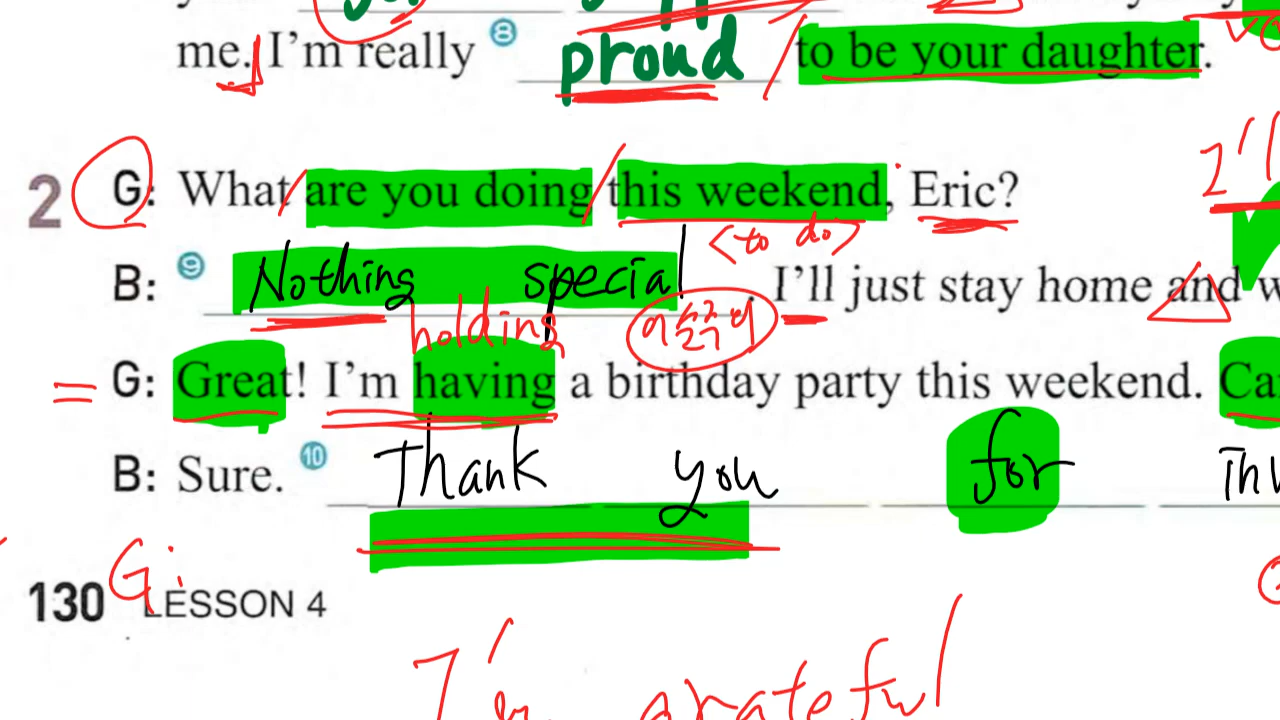 me. I'm really ⑧ proud to be your daughter.
2 G: What are you doing this weekend, Eric?
<to do>
B: ⑨ Nothing special. I'll just stay home and
holding
G: Great! I'm having a birthday party this weekend.
B: Sure. ⑩ Thank you for
G:
130 LESSON 4
I'm grateful